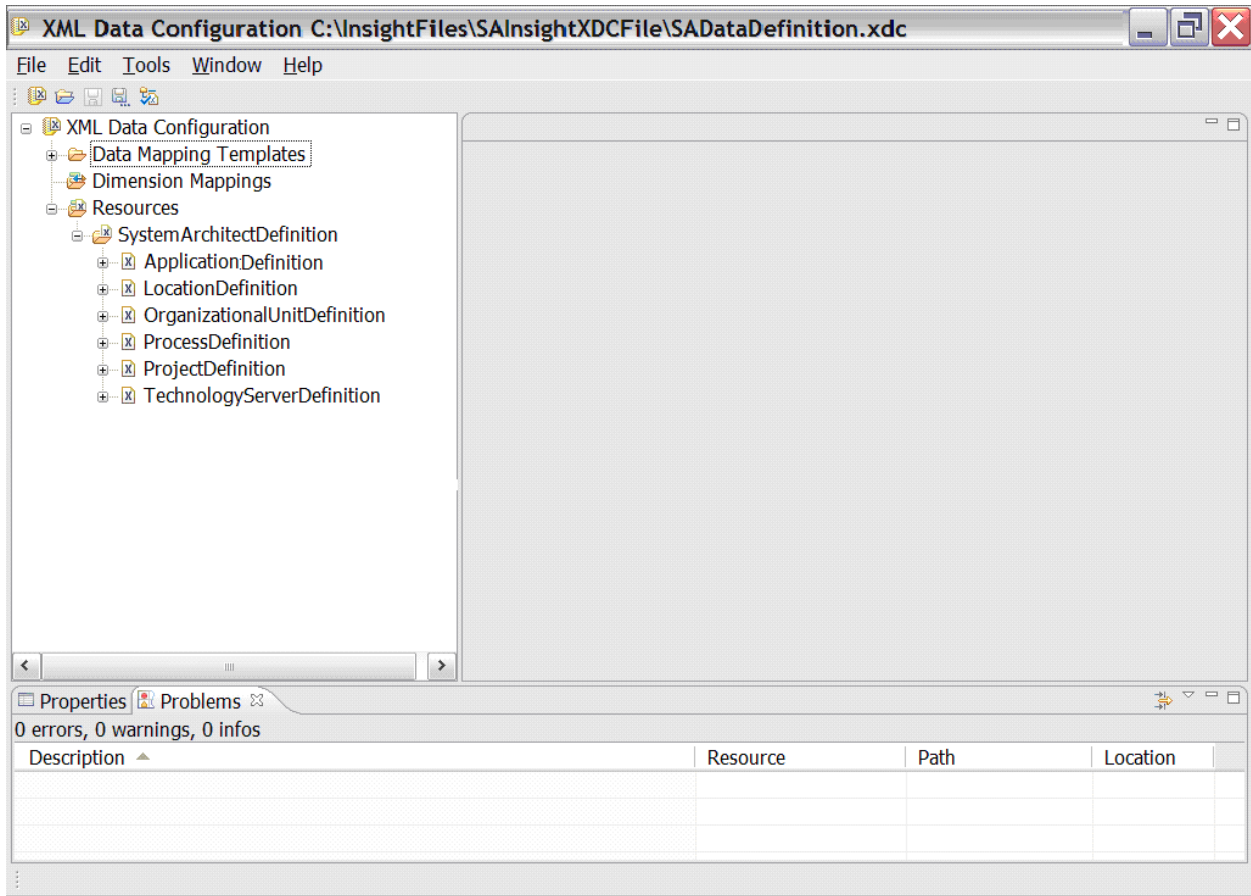 XML Data Configuration C:\InsightFiles\SAInsightXDCFile\SADataDefinition.xdc
File Edit Tools Window Help
XML Data Configuration
Data Mapping Templates
Dimension Mappings
Resources
SystemArchitectDefinition
ApplicationDefinition
LocationDefinition
OrganizationalUnitDefinition
ProcessDefinition
ProjectDefinition
TechnologyServerDefinition
Properties Problems
0 errors, 0 warnings, 0 infos
Description Resource Path Location